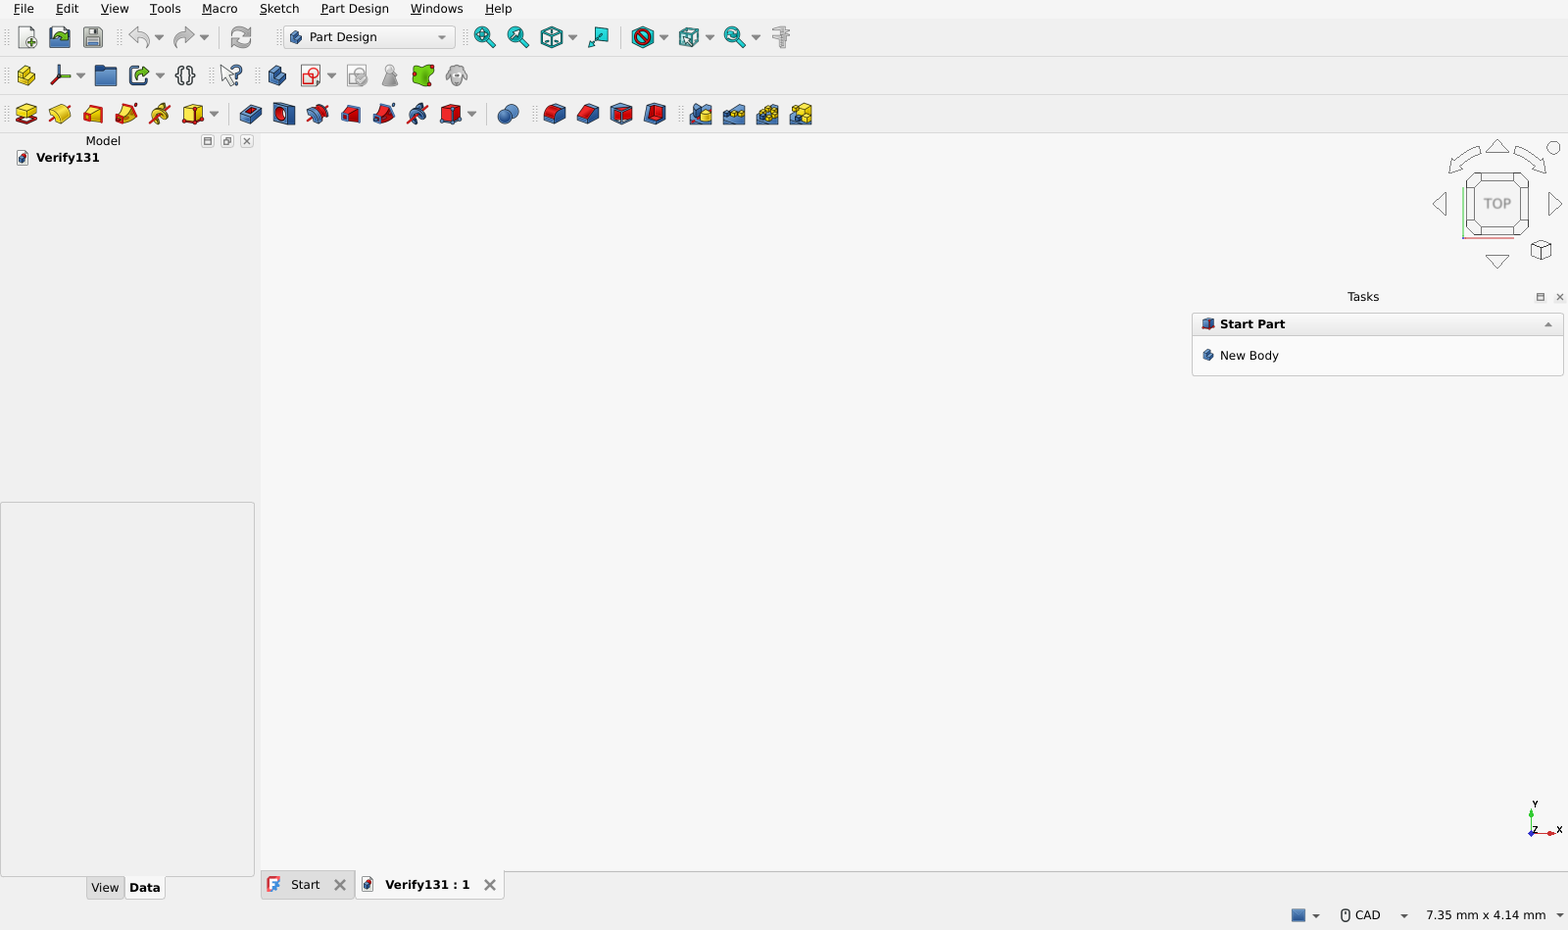 File Edit View Tools Macro Sketch Part Design Windows Help
Part Design
Model
Verify131
TOP
Tasks
Start Part
New Body
Y
Z X
View Data
Start
Verify131 : 1
CAD
7.35 mm x 4.14 mm